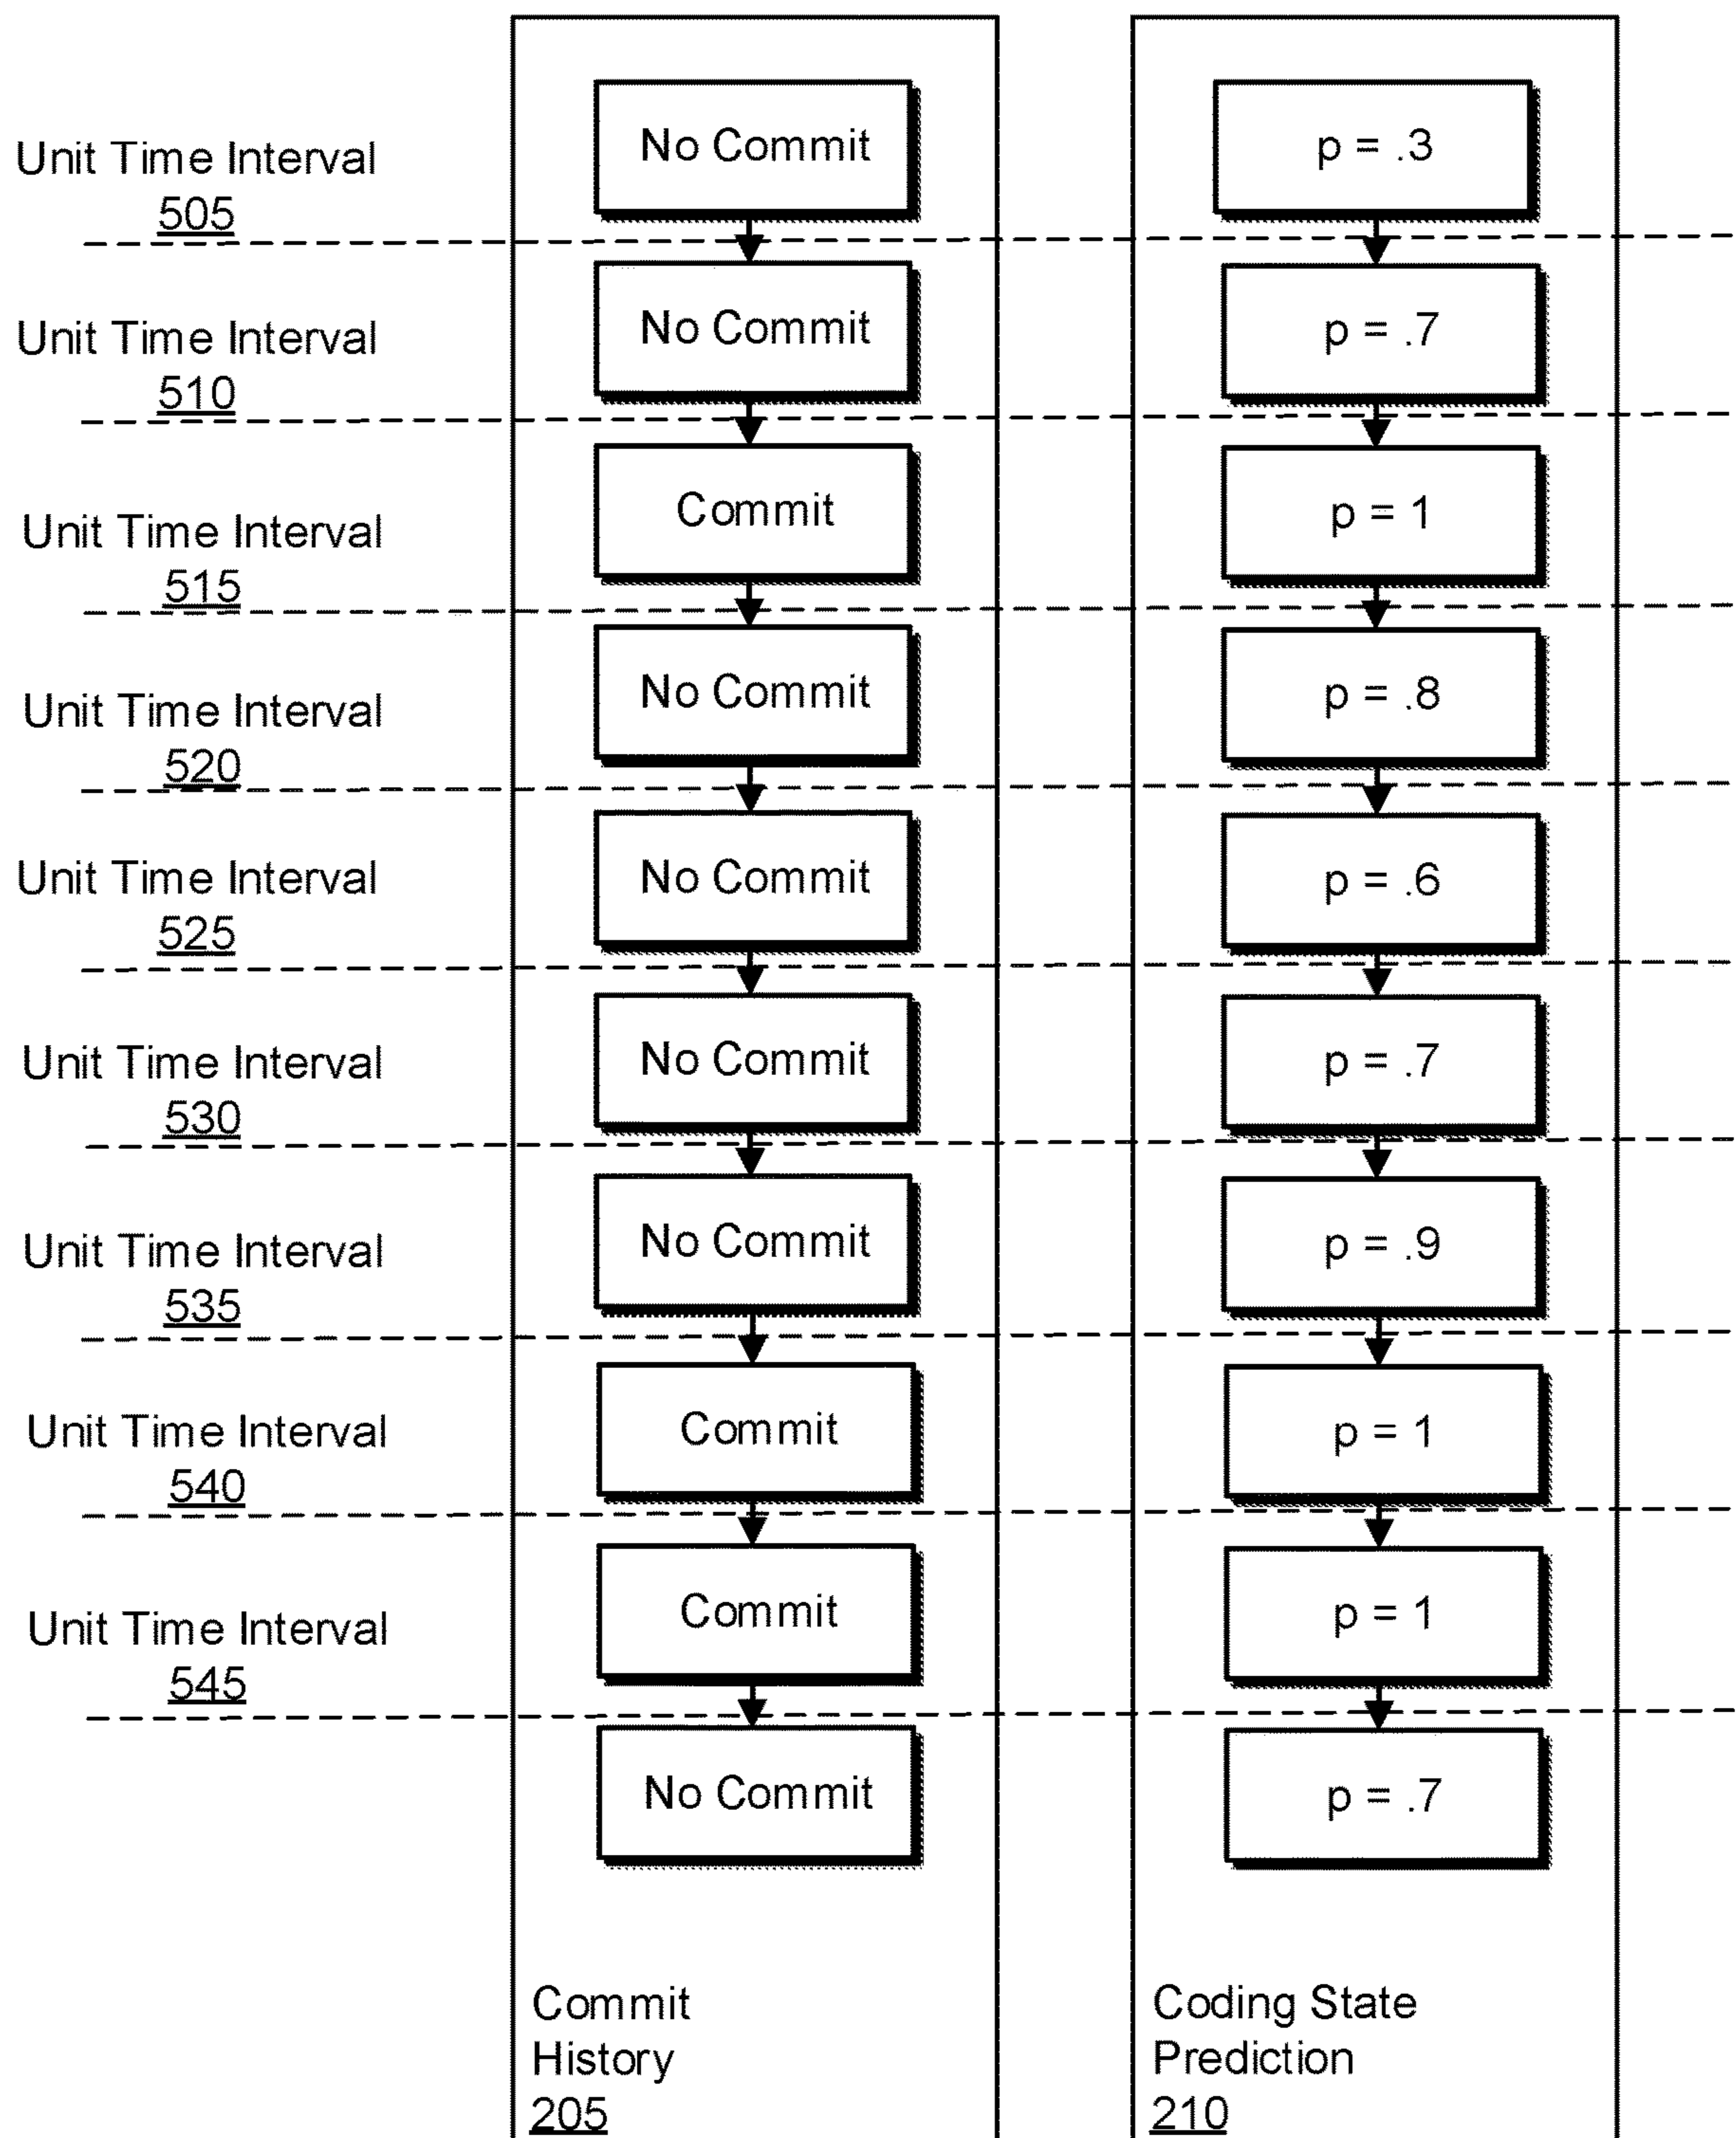 No Commit
p = .3
Unit Time Interval
505
No Commit
p = .7
Unit Time Interval
510
Commit
p = 1
Unit Time Interval
515
No Commit
p = .8
Unit Time Interval
520
No Commit
p = .6
Unit Time Interval
525
No Commit
p = .7
Unit Time Interval
530
No Commit
p = .9
Unit Time Interval
535
Commit
p = 1
Unit Time Interval
540
Commit
p = 1
Unit Time Interval
545
No Commit
p = .7
Commit
History
205
Coding State
Prediction
210